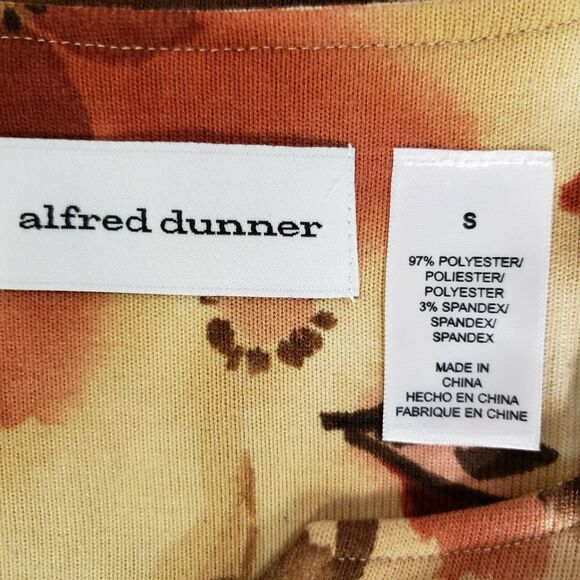 alfred dunner
S
97% POLYESTER/
POLIESTER/
POLYESTER
3% SPANDEX/
SPANDEX/
SPANDEX
MADE IN
CHINA
HECHO EN CHINA
FABRIQUE EN CHINE